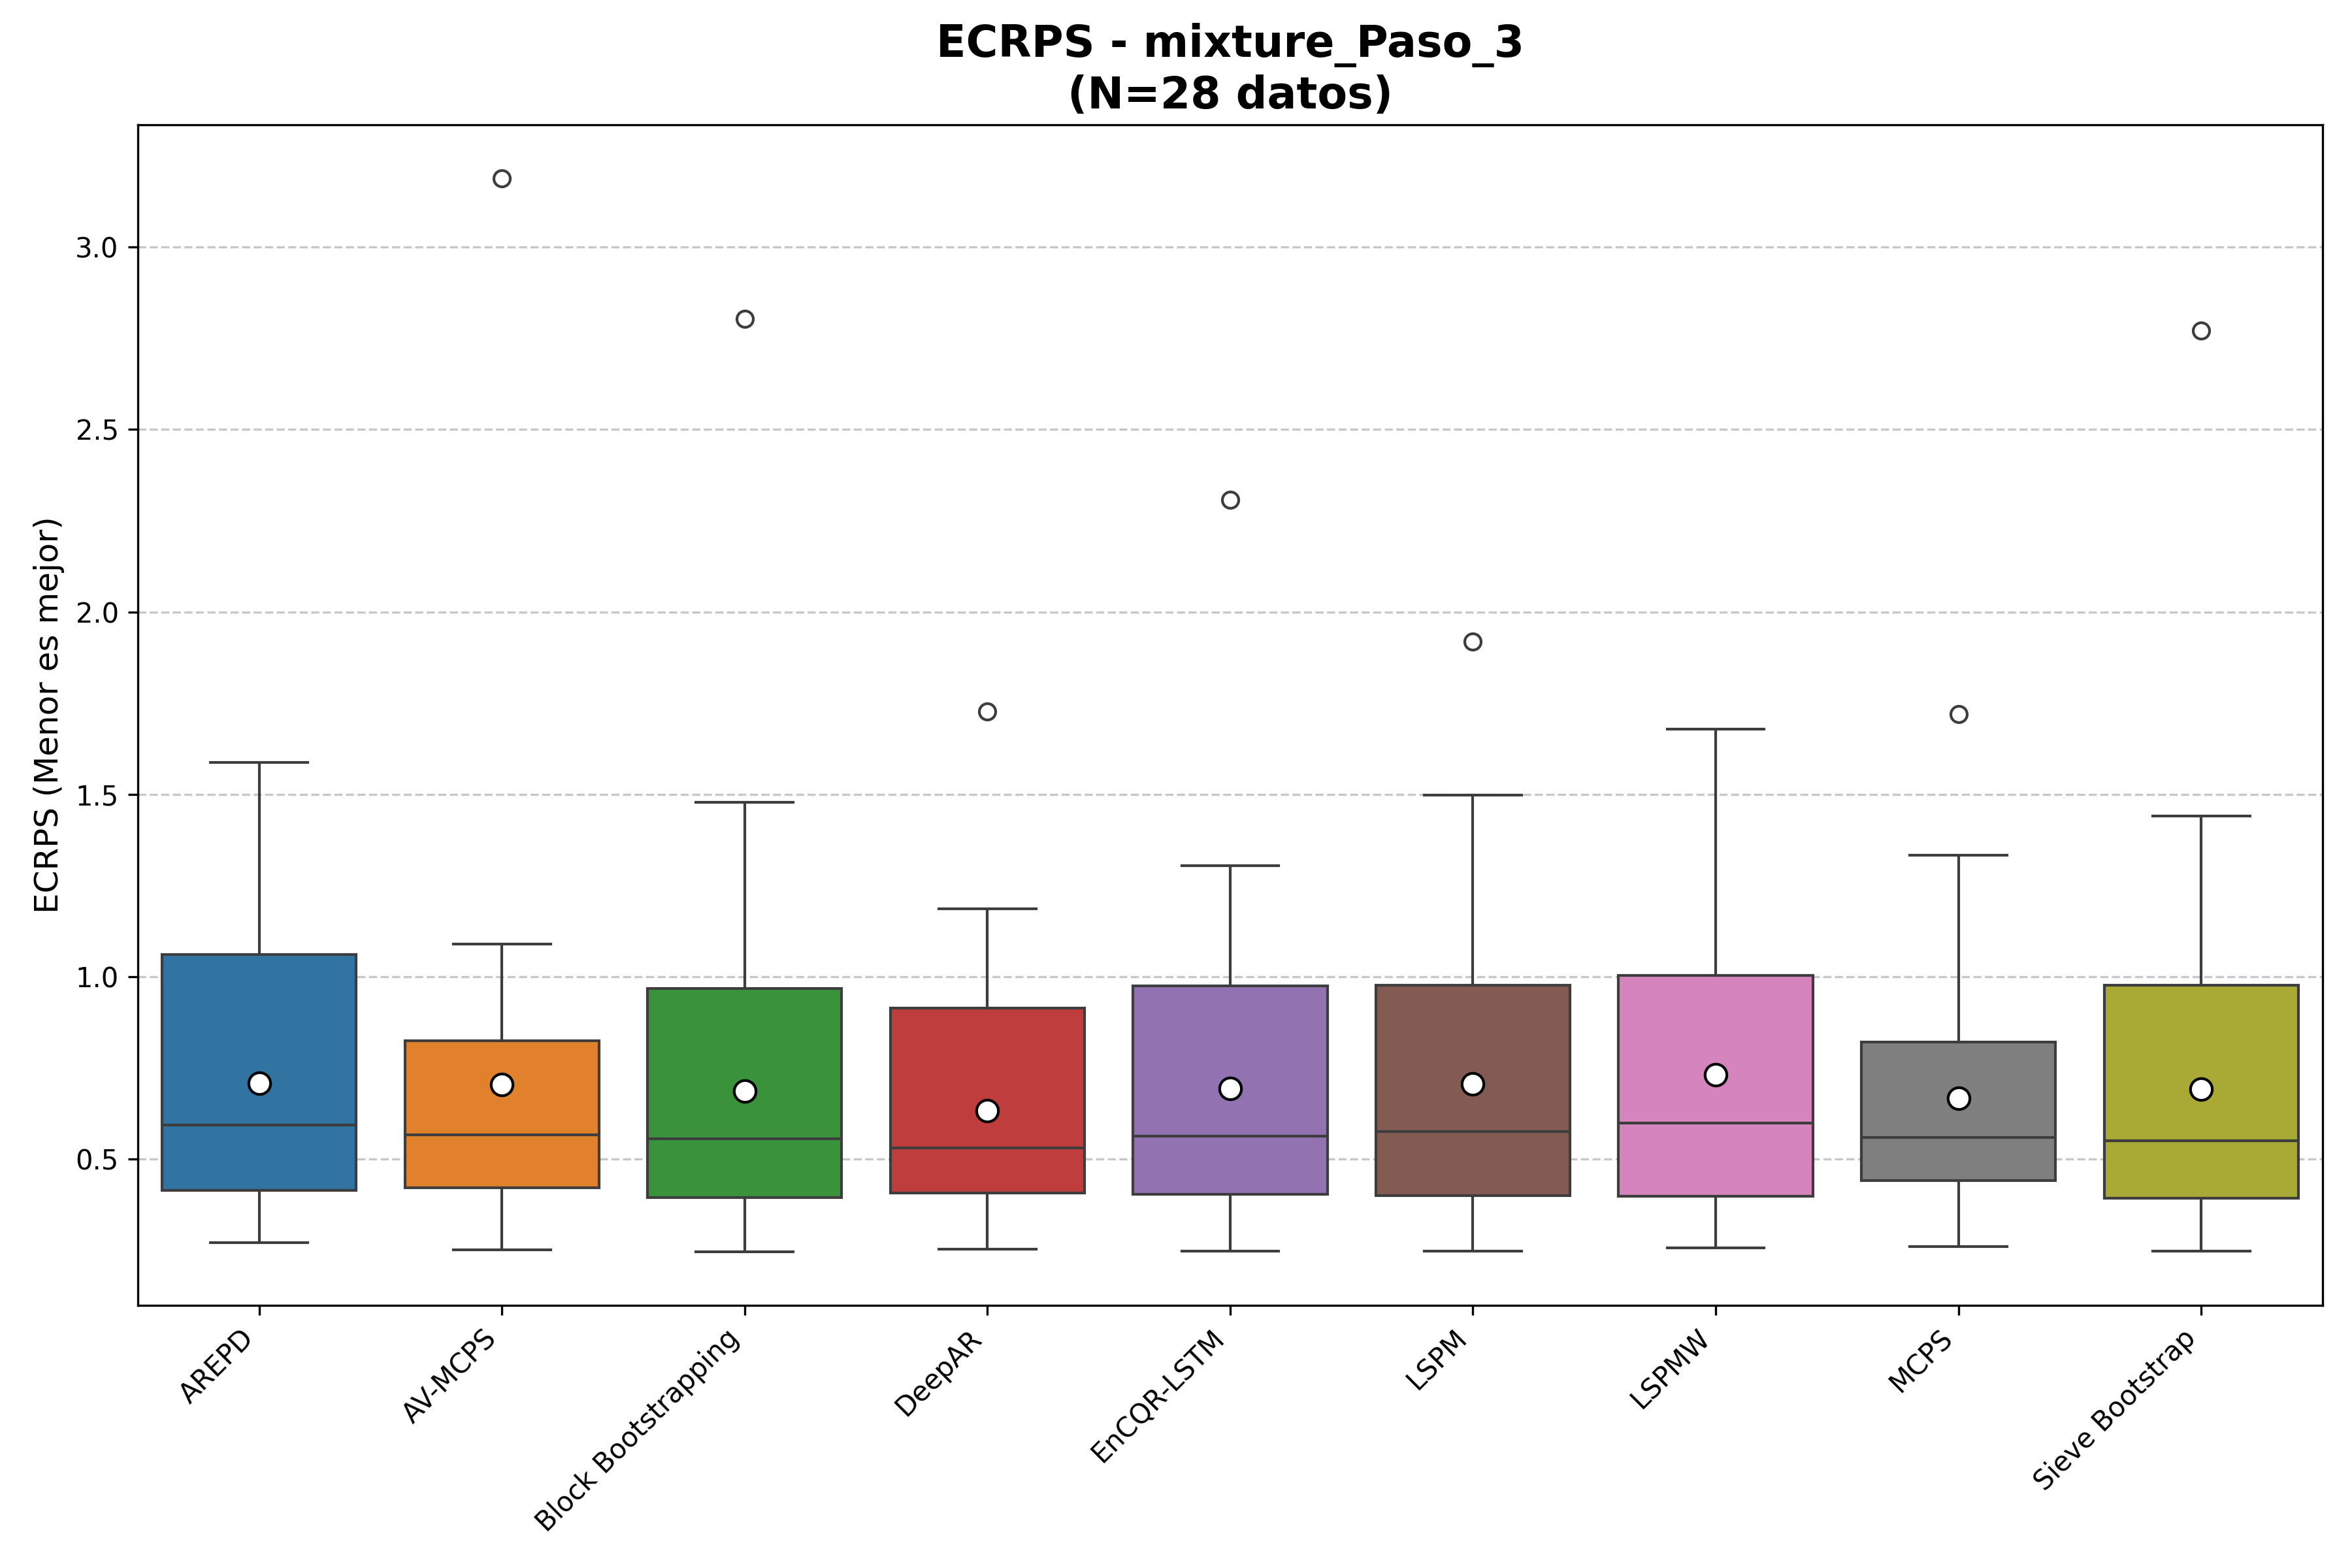 ECRPS - mixture_Paso_3
(N=28 datos)
ECRPS (Menor es mejor)
3.0
2.5
2.0
1.5
1.0
0.5
AREPD
AV-MCPS
Block Bootstrapping
DeepAR
EnCQR-LSTM
LSPM
LSPMW
MCPS
Sieve Bootstrap